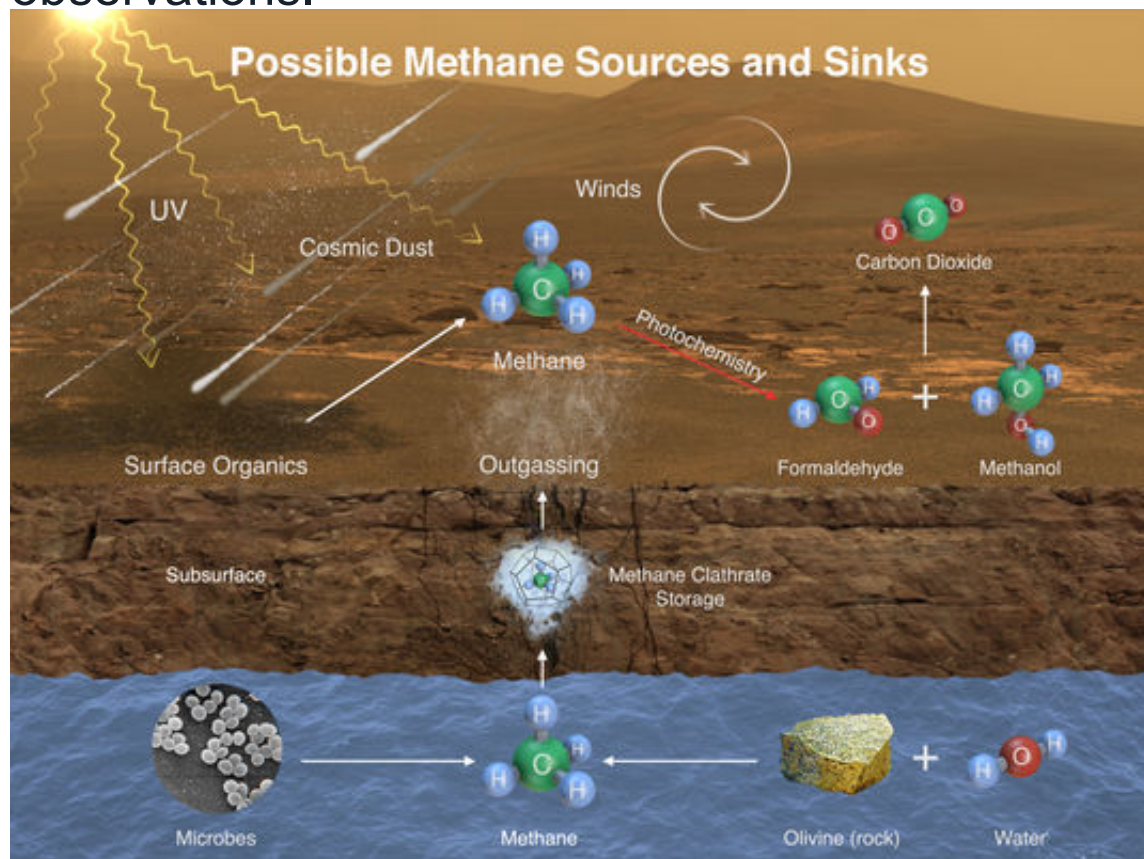 observations.
Possible Methane Sources and Sinks
UV
Cosmic Dust
Winds
H
H
C
H
H
Methane
Photochemistry
O
C
O
Carbon Dioxide
H
C
H
O
Formaldehyde
+
H
C
H
H
O
H
Methanol
Surface Organics
Outgassing
Subsurface
Methane Clathrate
Storage
Microbes
H
H
C
H
H
Methane
Olivine (rock)
+
H
O
H
Water